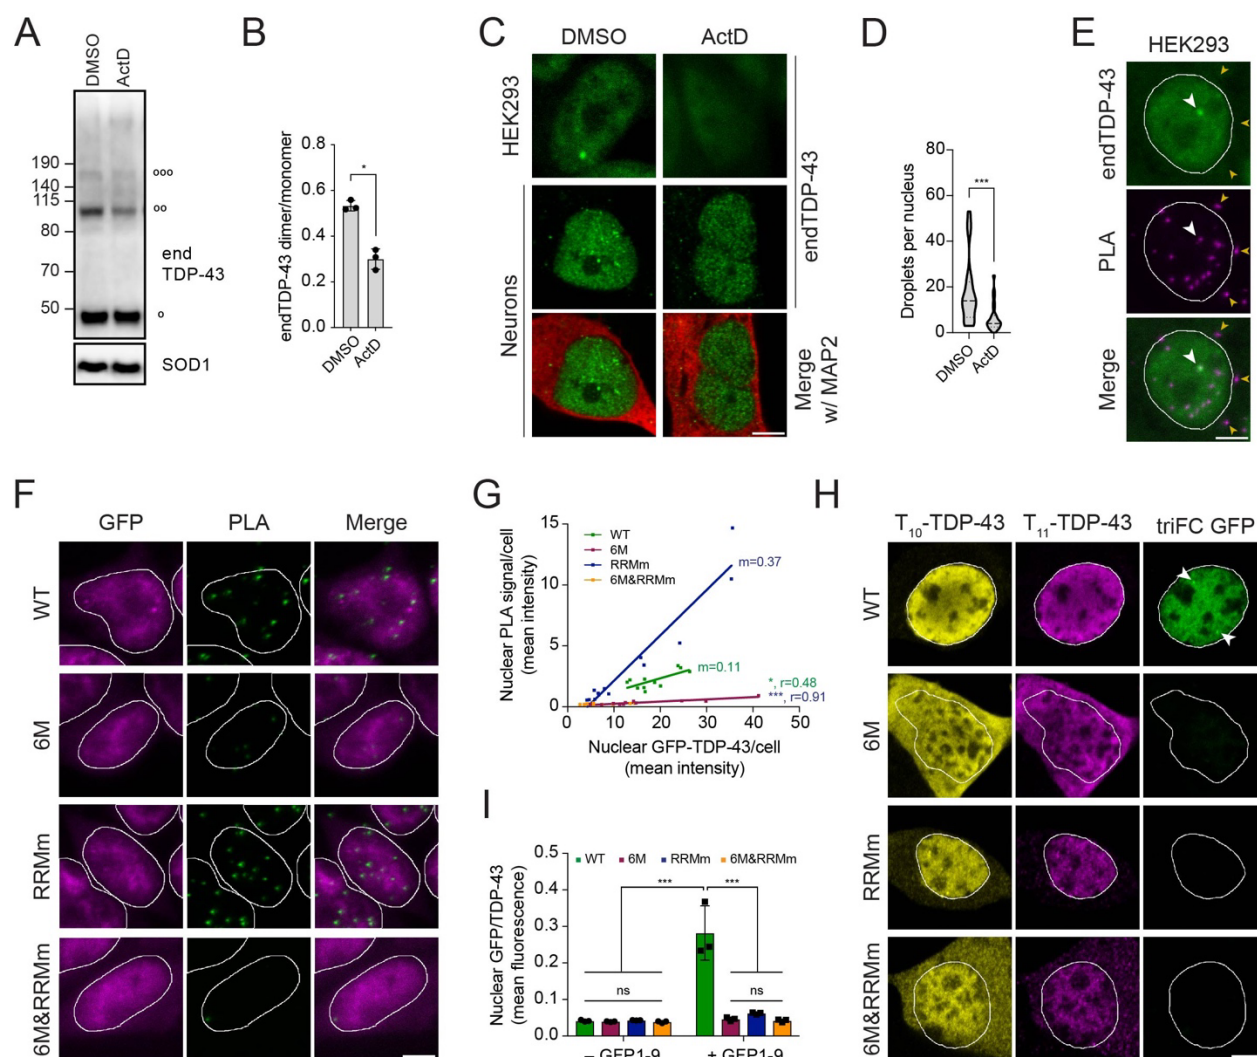 A
DMSO
ActD
190
140
115
80
70
50
ooo
oo
end
TDP-43
o
SOD1
B
endTDP-43 dimer/monomer
0.8
0.6
0.4
0.2
0.0
*
DMSO
ActD
C
DMSO
ActD
HEK293
Neurons
endTDP-43
Merge
w/ MAP2
D
Droplets per nucleus
80
60
40
20
0
***
DMSO
ActD
E
HEK293
endTDP-43
PLA
Merge
F
GFP
PLA
Merge
WT
6M
RRMm
6M&RRMm
G
Nuclear PLA signal/cell
(mean intensity)
15
10
5
0
WT
6M
RRMm
6M&RRMm
m=0.37
m=0.11
*, r=0.48
***, r=0.91
0
10
20
30
40
50
Nuclear GFP-TDP-43/cell
(mean intensity)
H
T10-TDP-43
T11-TDP-43
triFC GFP
WT
6M
RRMm
6M&RRMm
I
Nuclear GFP/TDP-43
(mean fluorescence)
0.5
0.4
0.3
0.2
0.1
0.0
WT
6M
RRMm
6M&RRMm
***
***
ns
ns
– GFP1-9
+ GFP1-9